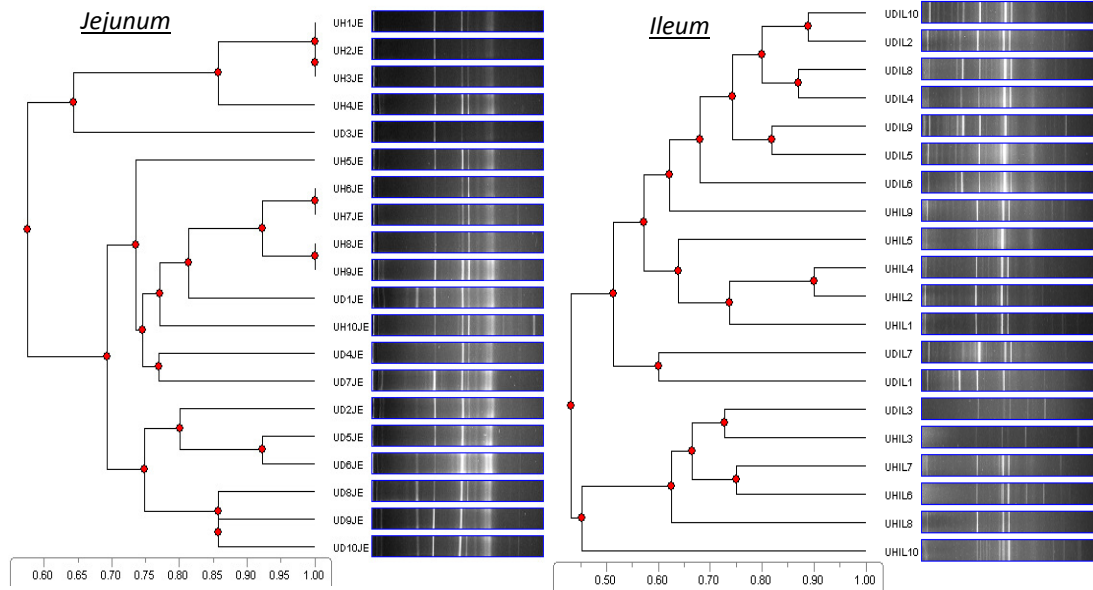 Jejunum
UH1JE
UH2JE
UH3JE
UH4JE
UD3JE
UH5JE
UH6JE
UH7JE
UH8JE
UH9JE
UD1JE
UH10JE
UD4JE
UD7JE
UD2JE
UD5JE
UD6JE
UD8JE
UD9JE
UD10JE
0.60 0.65 0.70 0.75 0.80 0.85 0.90 0.95 1.00
Ileum
UDIL10
UDIL2
UDIL8
UDIL4
UDIL9
UDIL5
UDIL6
UHIL9
UHIL5
UHIL4
UHIL2
UHIL1
UDIL7
UDIL1
UDIL3
UHIL3
UHIL7
UHIL6
UHIL8
UHIL10
0.50 0.60 0.70 0.80 0.90 1.00